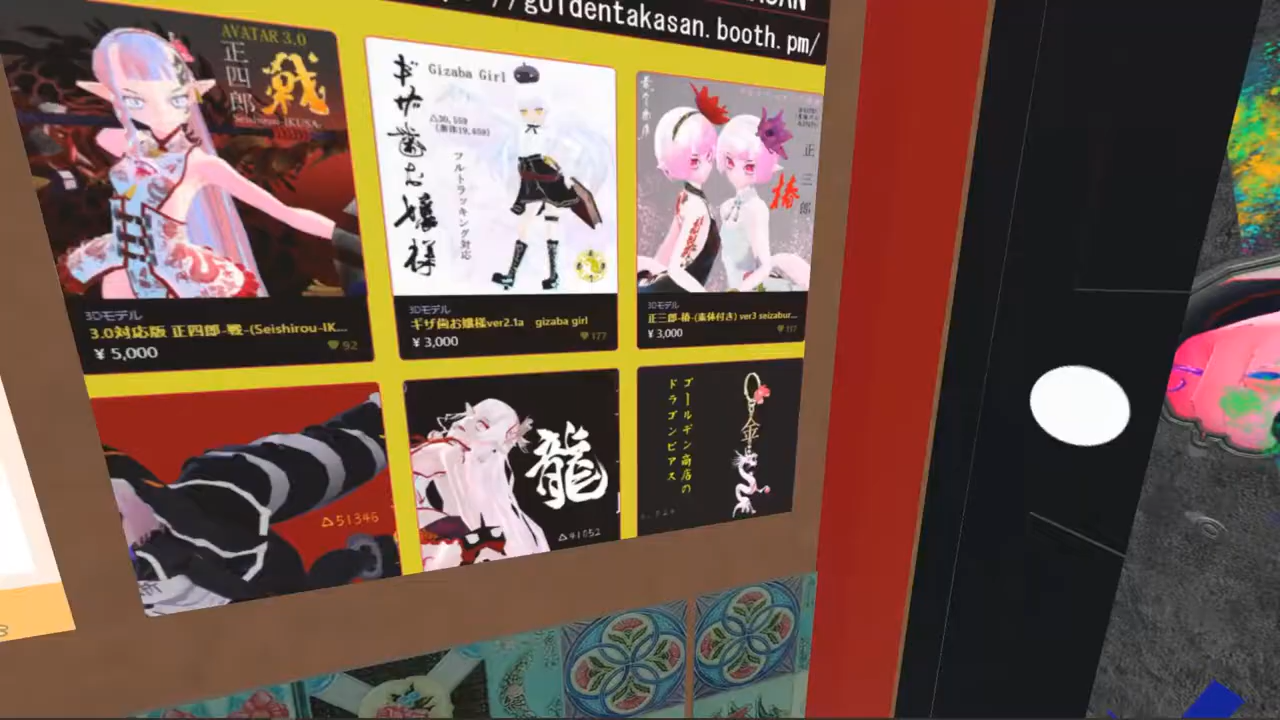 goldentakasan.booth.pm/
AVATAR 3.0
正四郎
戦
Seishirou-IKUSA-
3Dモデル
3.0対応版 正四郎-戦-(Seishirou-IK...
¥ 5,000
92
ギザ歯お嬢様
Gizaba Girl
△30,559
フルトラッキング対応
3Dモデル
ギザ歯お嬢様ver2.1a gizaba girl
¥ 3,000
177
正三郎
椿
3Dモデル
正三郎-椿-(素体付き) ver3 seizabur...
¥ 3,000
△51346
龍
△41052
ゴールデン商店の
ドラゴンピアス